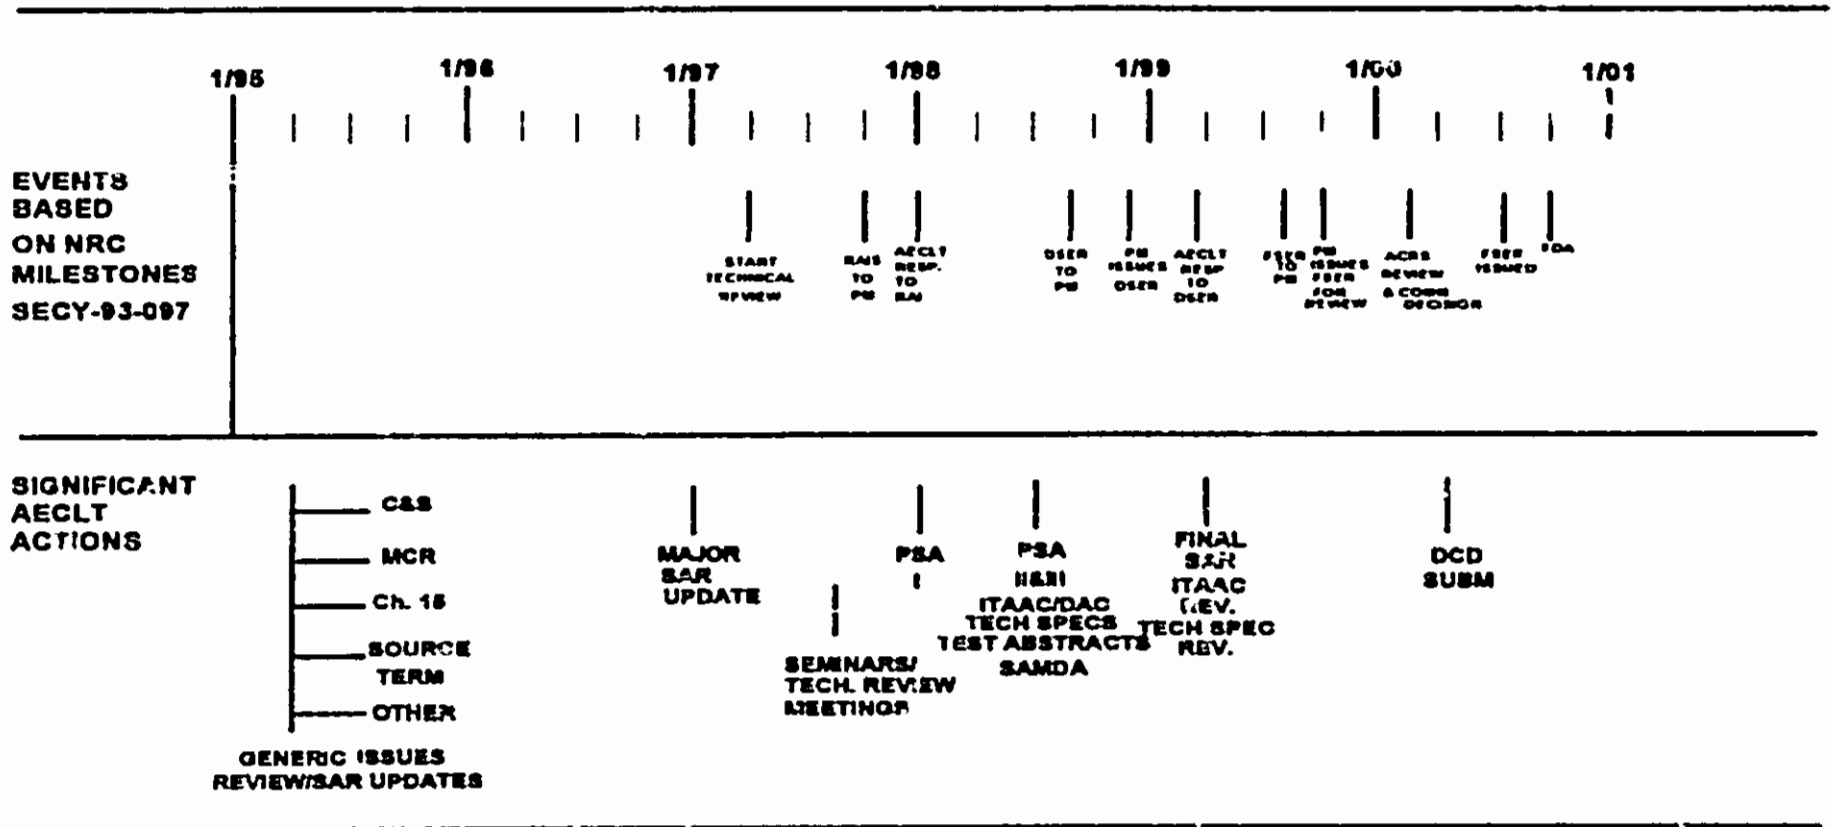 1/95
1/96
1/97
1/98
1/99
1/00
1/01
EVENTS
BASED
ON NRC
MILESTONES
SECY-93-097
START
TECHNICAL
REVIEW
RAIS
TO
PM
AECLT
RESP.
TO
RAI
DSER
TO
PM
PM
ISSUES
DSER
AECLT
RESP
TO
DSER
FSER
TO
PM
PM
ISSUES
FSER
FOR
REVIEW
ACRS
REVIEW
& COMM
DECISION
FSER
ISSUED
FDA
SIGNIFICANT
AECLT
ACTIONS
C&S
MCR
Ch. 15
SOURCE
TERM
OTHER
GENERIC ISSUES
REVIEW/SAR UPDATES
MAJOR
SAR
UPDATE
SEMINARS/
TECH. REVIEW
MEETINGS
PSA
I
PSA
II&III
ITAAC/DAC
TECH SPECS
TEST ABSTRACTS
SAMDA
FINAL
SAR
ITAAC
REV.
TECH SPEC
REV.
DCD
SUBM